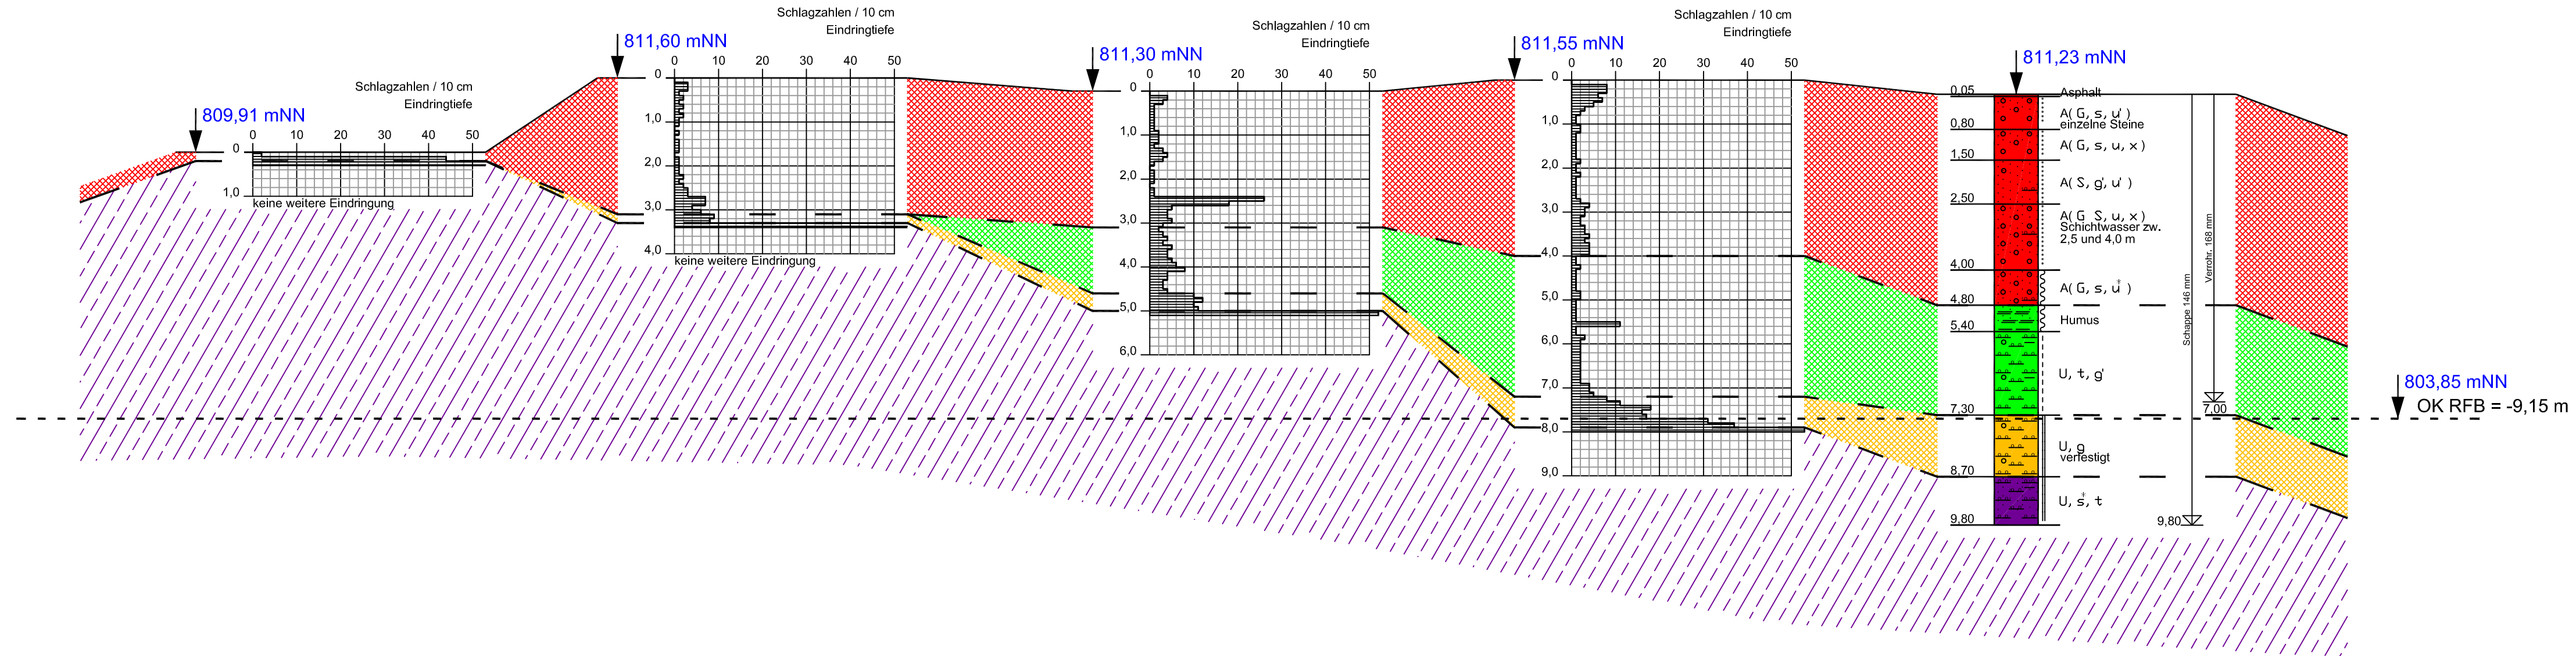 809,91 mNN
Schlagzahlen / 10 cm
Eindringtiefe
0 10 20 30 40 50
0
1,0
keine weitere Eindringung
811,60 mNN
Schlagzahlen / 10 cm
Eindringtiefe
0 10 20 30 40 50
0
1,0
2,0
3,0
4,0
keine weitere Eindringung
811,30 mNN
Schlagzahlen / 10 cm
Eindringtiefe
0 10 20 30 40 50
0
1,0
2,0
3,0
4,0
5,0
6,0
811,55 mNN
Schlagzahlen / 10 cm
Eindringtiefe
0 10 20 30 40 50
0
1,0
2,0
3,0
4,0
5,0
6,0
7,0
8,0
9,0
811,23 mNN
0,05 Asphalt
A( G, s, u' )
0,80 einzelne Steine
A( G, s, u, x )
1,50
A( S, g', u' )
2,50
A( G S, u, x )
Schichtwasser zw.
2,5 und 4,0 m
4,00
A( G, s, u* )
4,80
Humus
5,40
U, t, g'
7,30
U, g
verfestigt
8,70
U, s*, t
9,80
Schappe 146 mm
9,80
Verrohr. 168 mm
7,00
803,85 mNN
OK RFB = -9,15 m